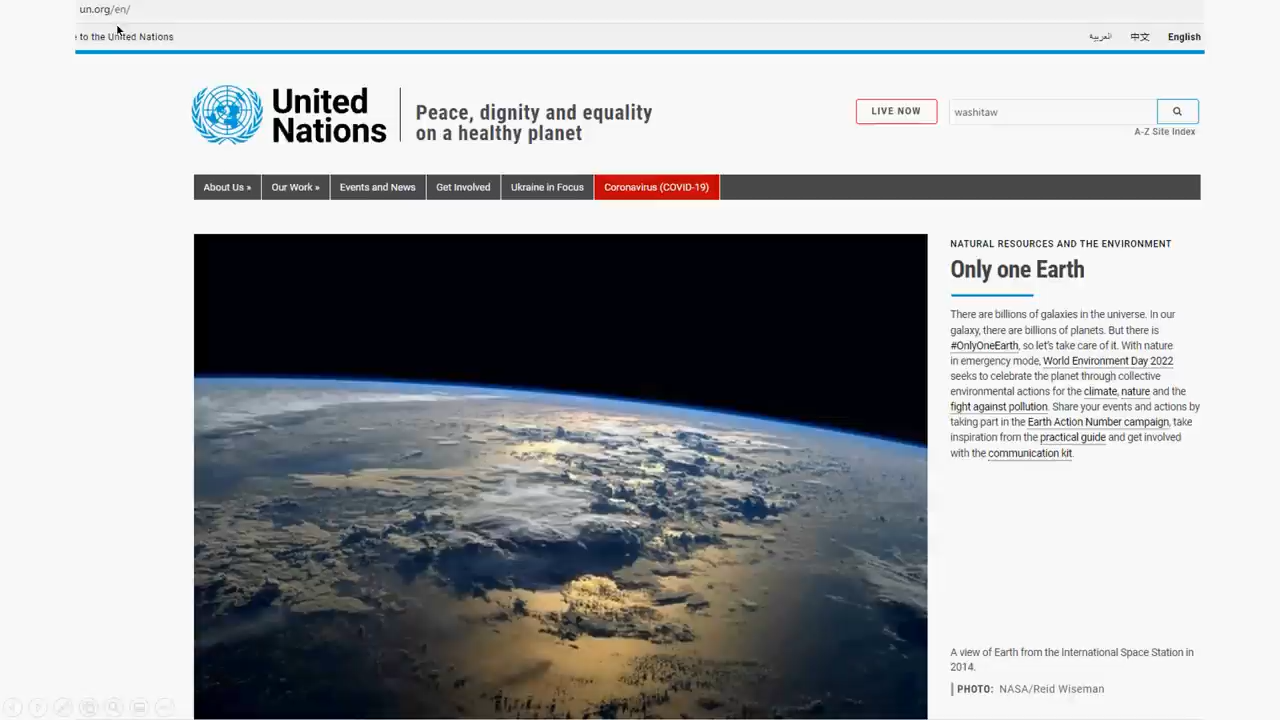 un.org/en/
e to the United Nations
العربية
中文
English
United
Nations
Peace, dignity and equality
on a healthy planet
LIVE NOW
washitaw
A-Z Site Index
About Us »
Our Work »
Events and News
Get Involved
Ukraine in Focus
Coronavirus (COVID-19)
NATURAL RESOURCES AND THE ENVIRONMENT
Only one Earth
There are billions of galaxies in the universe. In our
galaxy, there are billions of planets. But there is
#OnlyOneEarth, so let's take care of it. With nature
in emergency mode, World Environment Day 2022
seeks to celebrate the planet through collective
environmental actions for the climate, nature and the
fight against pollution. Share your events and actions by
taking part in the Earth Action Number campaign, take
inspiration from the practical guide and get involved
with the communication kit.
A view of Earth from the International Space Station in
2014.
PHOTO: NASA/Reid Wiseman